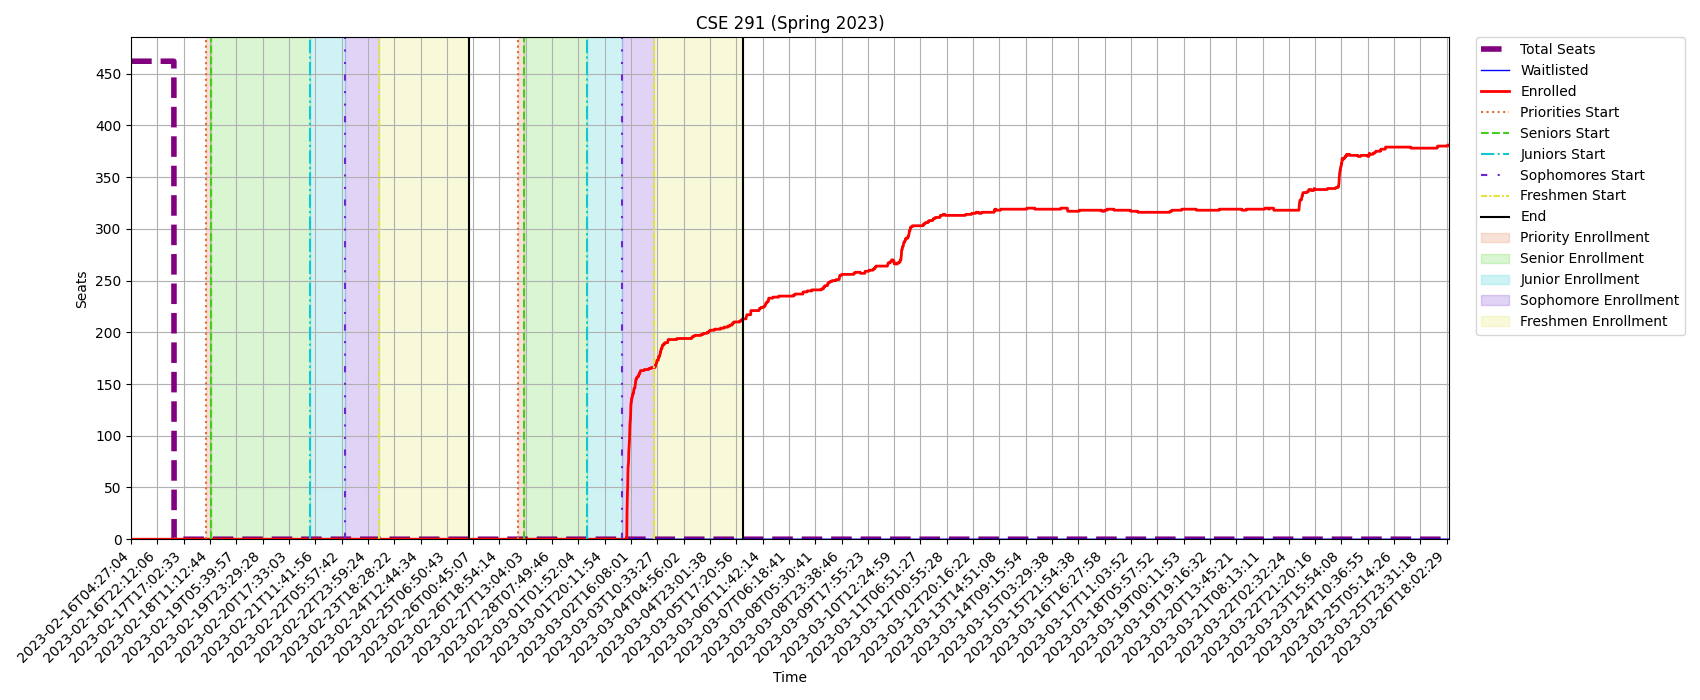 CSE 291 (Spring 2023)
Seats
450
400
350
300
250
200
150
100
50
0
2023-02-16T04:27:04
2023-02-16T22:12:06
2023-02-17T17:02:33
2023-02-18T11:12:44
2023-02-19T05:39:57
2023-02-19T23:29:28
2023-02-20T17:33:03
2023-02-21T11:41:56
2023-02-22T05:57:42
2023-02-22T23:59:24
2023-02-23T18:28:22
2023-02-24T12:44:34
2023-02-25T06:50:43
2023-02-26T00:45:07
2023-02-26T18:54:14
2023-02-27T13:04:03
2023-02-28T07:49:46
2023-03-01T01:52:04
2023-03-01T20:11:54
2023-03-02T16:08:01
2023-03-03T10:33:27
2023-03-04T04:56:02
2023-03-04T23:01:38
2023-03-05T17:20:56
2023-03-06T11:42:14
2023-03-07T06:18:41
2023-03-08T05:30:41
2023-03-08T23:38:46
2023-03-09T17:55:23
2023-03-10T12:24:59
2023-03-11T06:51:27
2023-03-12T00:55:28
2023-03-12T20:16:22
2023-03-13T14:51:08
2023-03-14T09:15:54
2023-03-15T03:29:38
2023-03-15T21:54:38
2023-03-16T16:27:58
2023-03-17T11:03:52
2023-03-18T05:57:52
2023-03-19T00:11:53
2023-03-19T19:16:32
2023-03-20T13:45:21
2023-03-21T08:13:11
2023-03-22T02:32:24
2023-03-22T21:20:16
2023-03-23T15:54:08
2023-03-24T10:36:55
2023-03-25T05:14:26
2023-03-25T23:31:18
2023-03-26T18:02:29
Time
Total Seats
Waitlisted
Enrolled
Priorities Start
Seniors Start
Juniors Start
Sophomores Start
Freshmen Start
End
Priority Enrollment
Senior Enrollment
Junior Enrollment
Sophomore Enrollment
Freshmen Enrollment